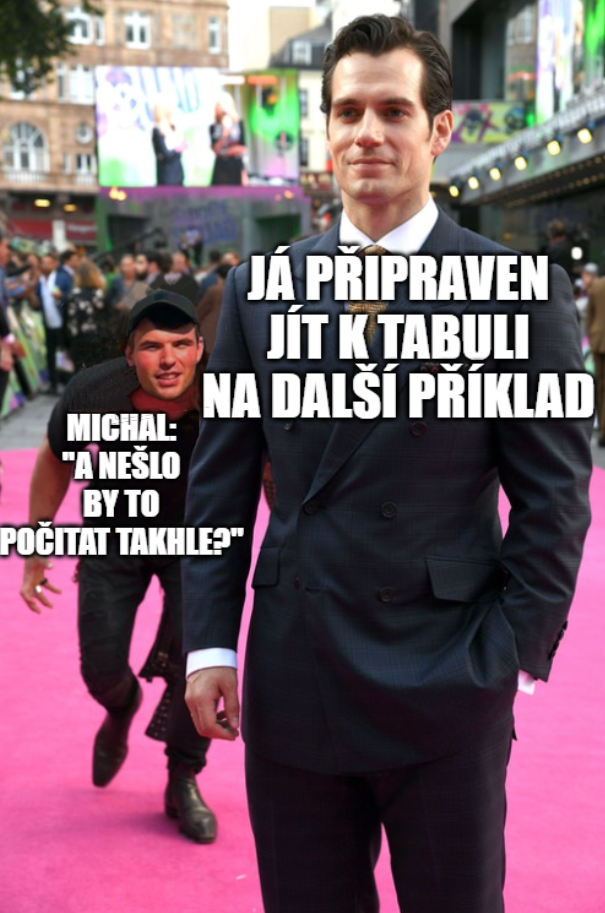 JÁ PŘIPRAVEN
JÍT K TABULI
NA DALŠÍ PŘÍKLAD
MICHAL:
"A NEŠLO
BY TO
POČITAT TAKHLE?"